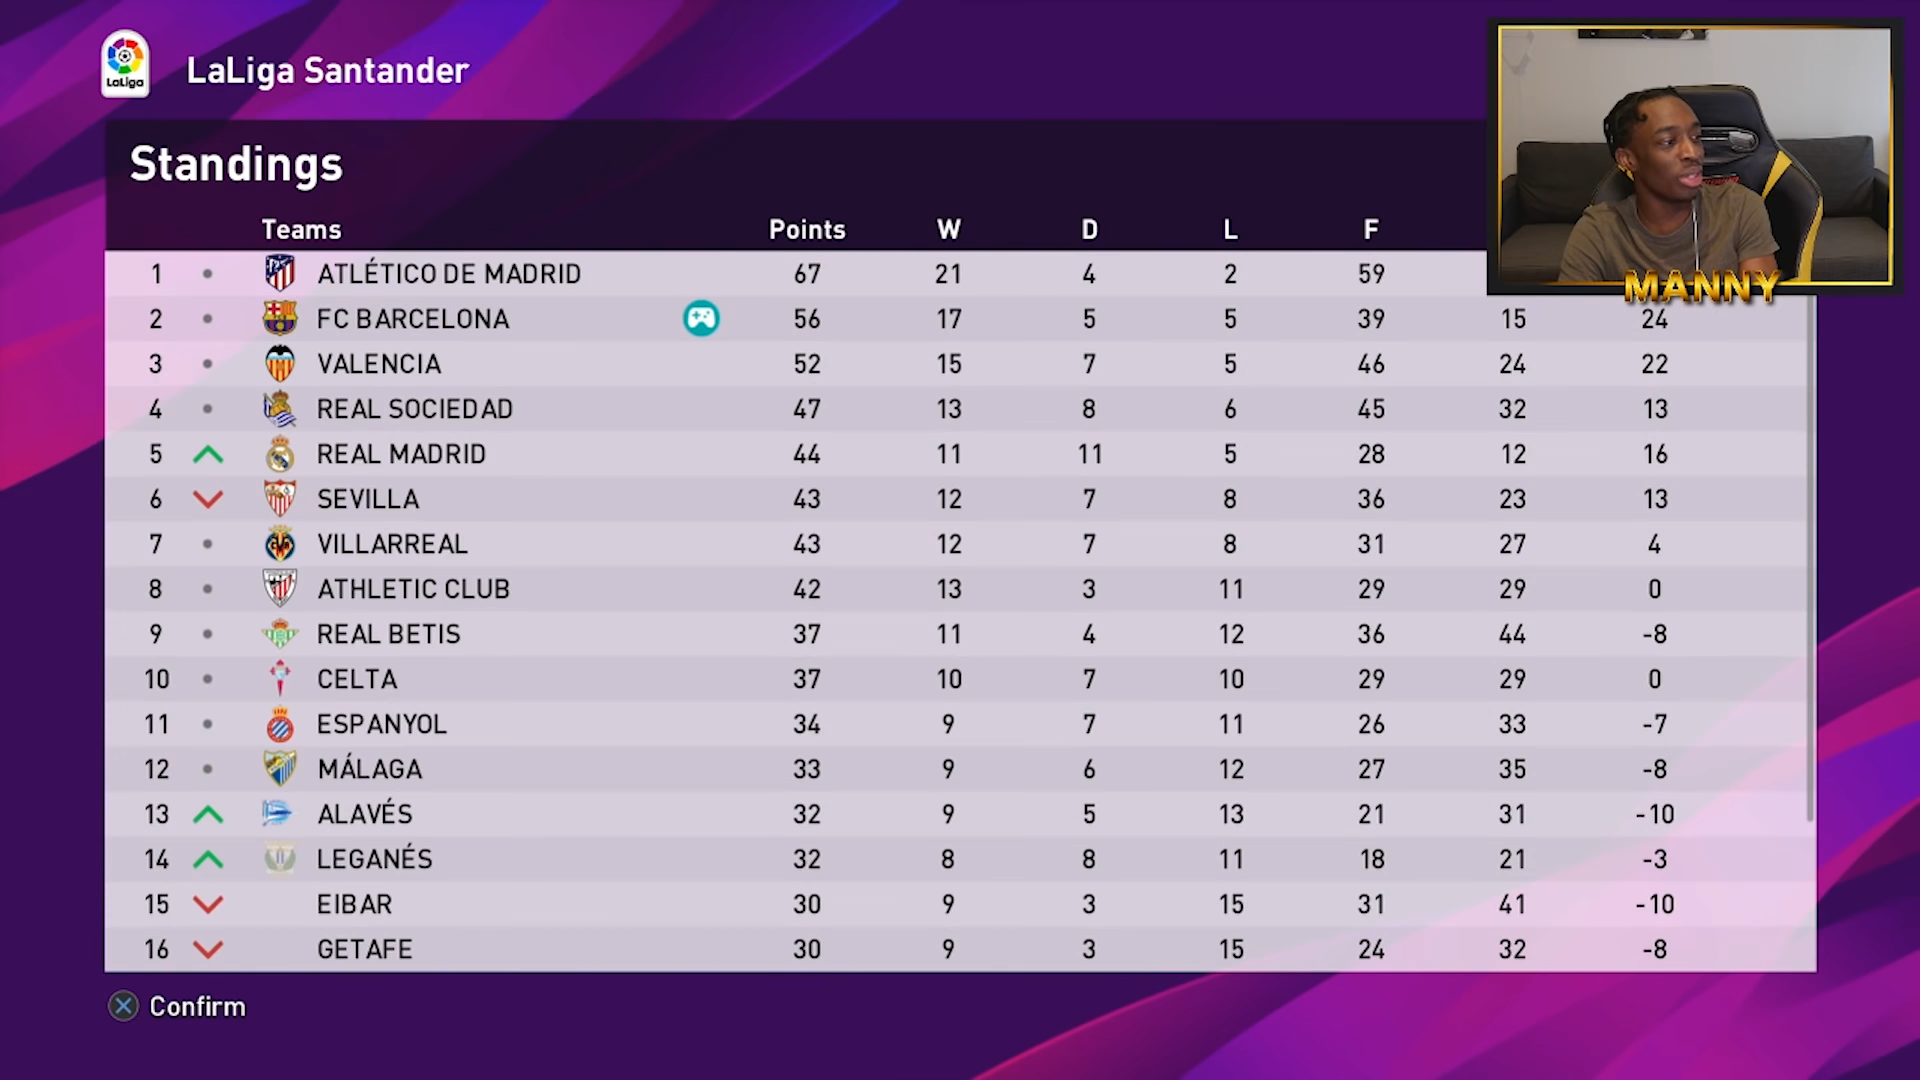 LaLiga
LaLiga Santander
Standings
Teams Points W D L F
1 ATLÉTICO DE MADRID 67 21 4 2 59
MANNY
2 FC BARCELONA 56 17 5 5 39 15 24
3 VALENCIA 52 15 7 5 46 24 22
4 REAL SOCIEDAD 47 13 8 6 45 32 13
5 REAL MADRID 44 11 11 5 28 12 16
6 SEVILLA 43 12 7 8 36 23 13
7 VILLARREAL 43 12 7 8 31 27 4
8 ATHLETIC CLUB 42 13 3 11 29 29 0
9 REAL BETIS 37 11 4 12 36 44 -8
10 CELTA 37 10 7 10 29 29 0
11 ESPANYOL 34 9 7 11 26 33 -7
12 MÁLAGA 33 9 6 12 27 35 -8
13 ALAVÉS 32 9 5 13 21 31 -10
14 LEGANÉS 32 8 8 11 18 21 -3
15 EIBAR 30 9 3 15 31 41 -10
16 GETAFE 30 9 3 15 24 32 -8
Confirm